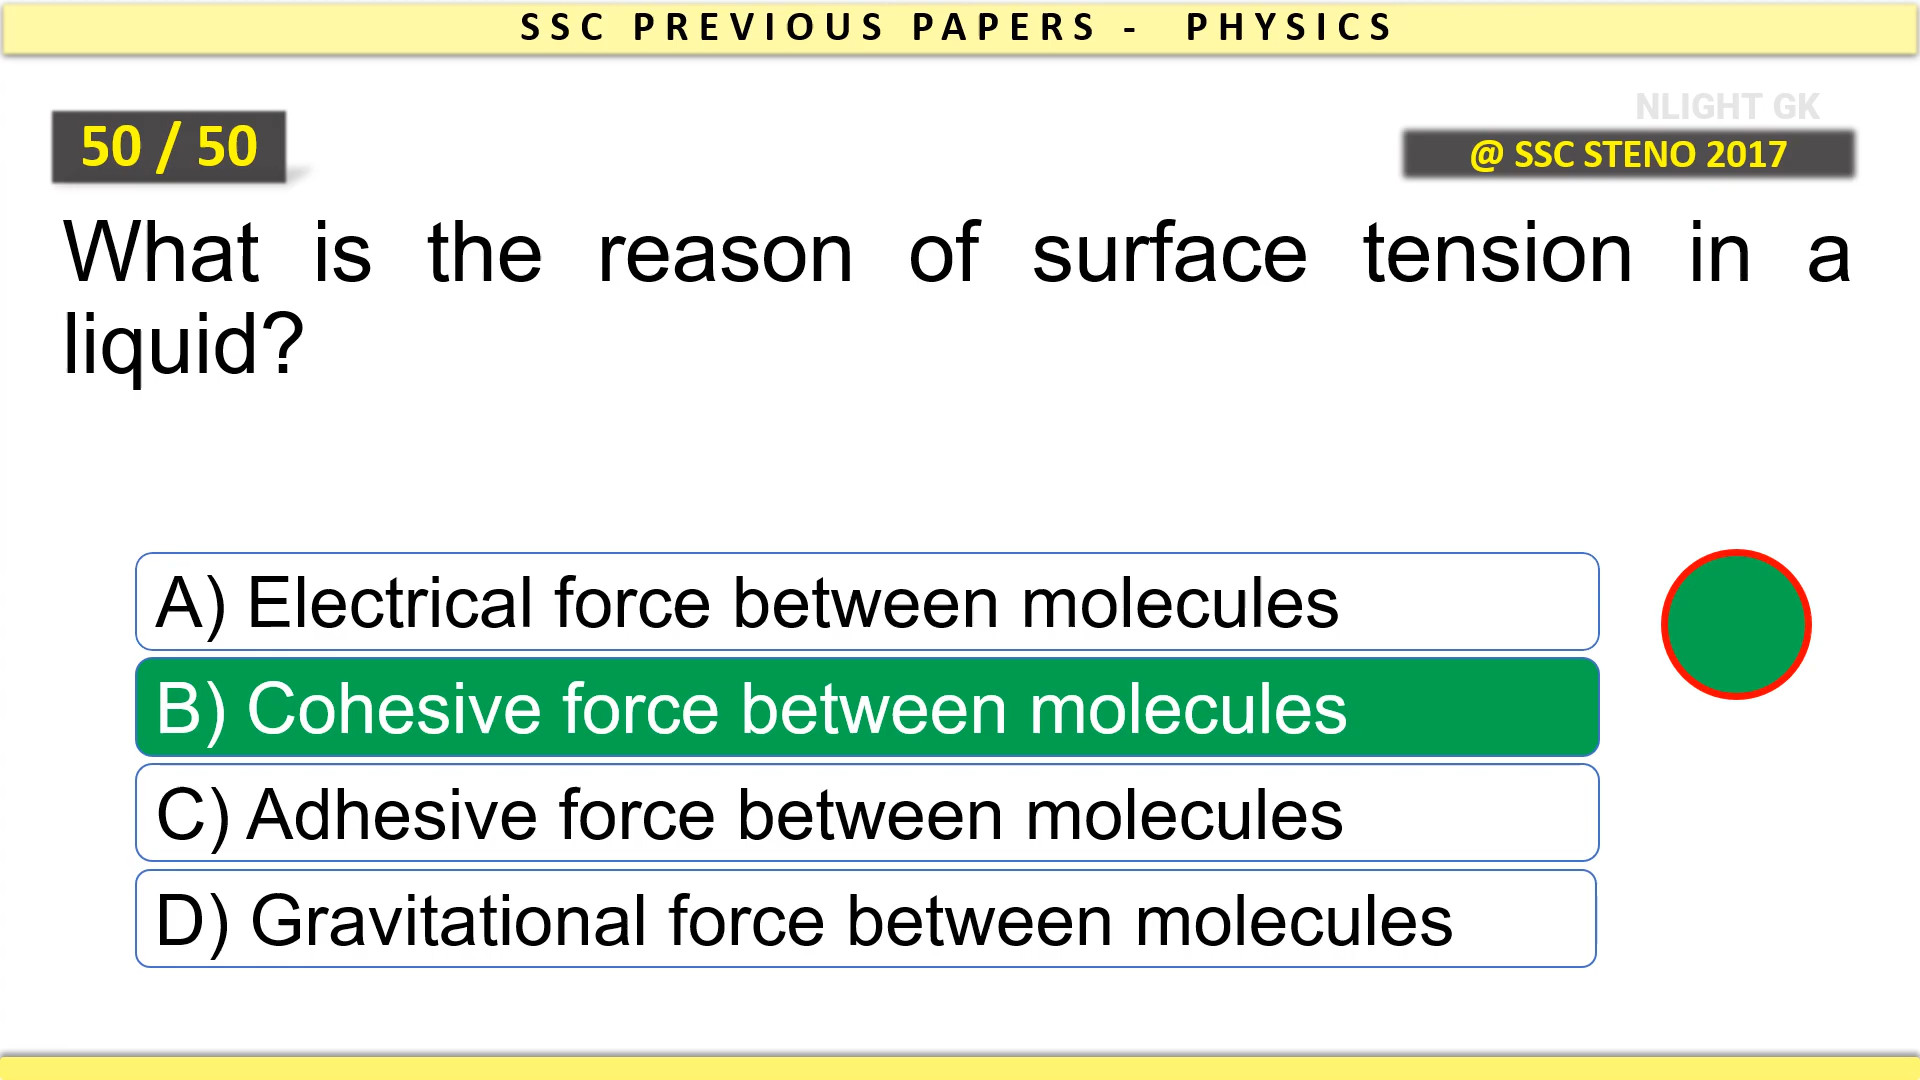 SSC PREVIOUS PAPERS - PHYSICS
NLIGHT GK
50 / 50
@ SSC STENO 2017
What is the reason of surface tension in a
liquid?
A) Electrical force between molecules
B) Cohesive force between molecules
C) Adhesive force between molecules
D) Gravitational force between molecules